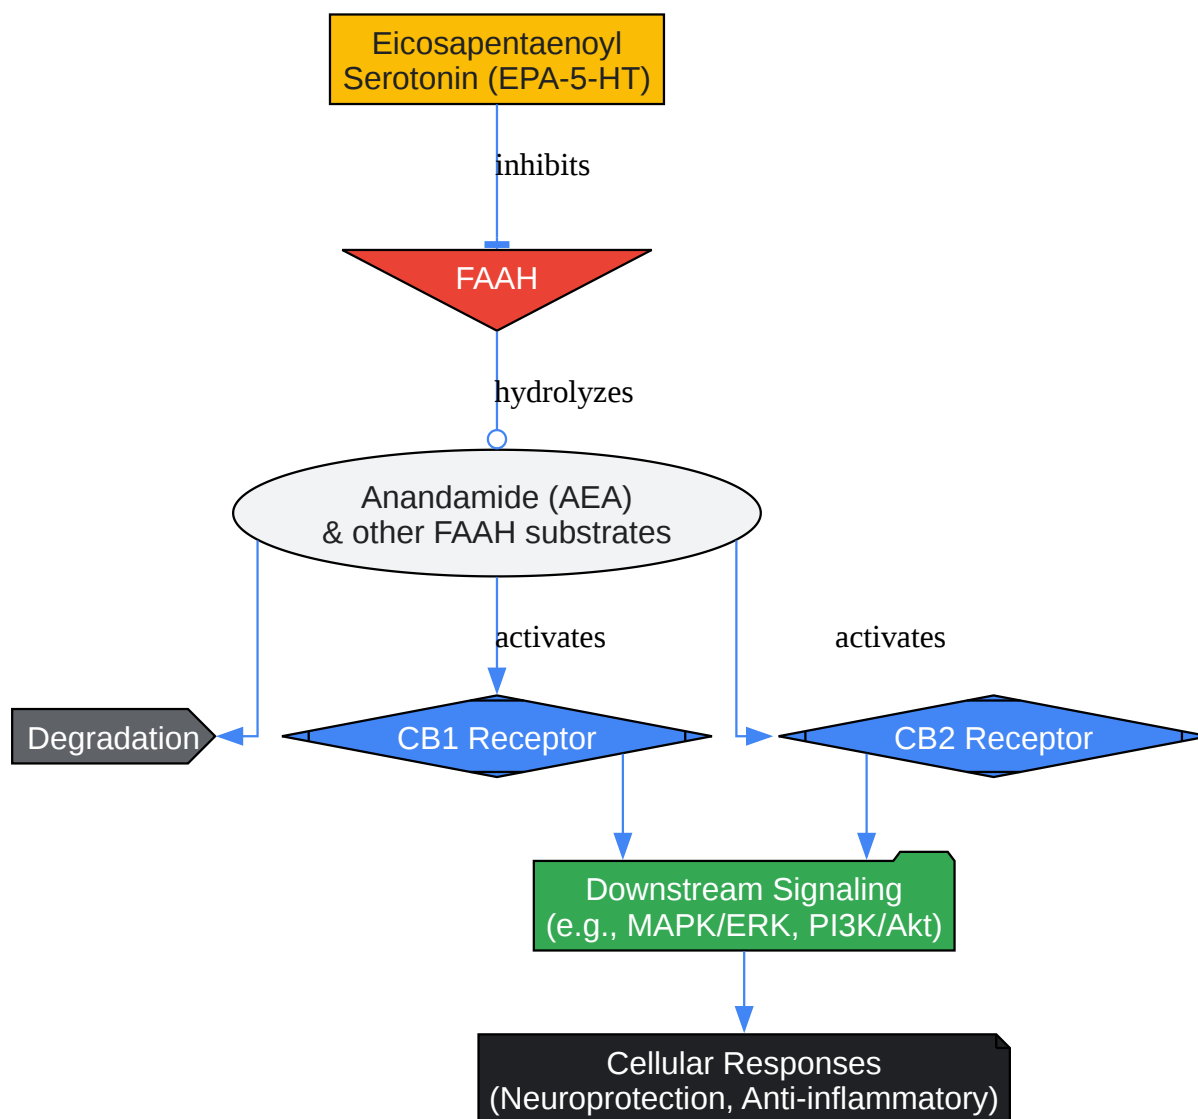 Eicosapentaenoyl
Serotonin (EPA-5-HT)
inhibits
FAAH
hydrolyzes
Anandamide (AEA)
& other FAAH substrates
activates
activates
Degradation
CB1 Receptor
CB2 Receptor
Downstream Signaling
(e.g., MAPK/ERK, PI3K/Akt)
Cellular Responses
(Neuroprotection, Anti-inflammatory)